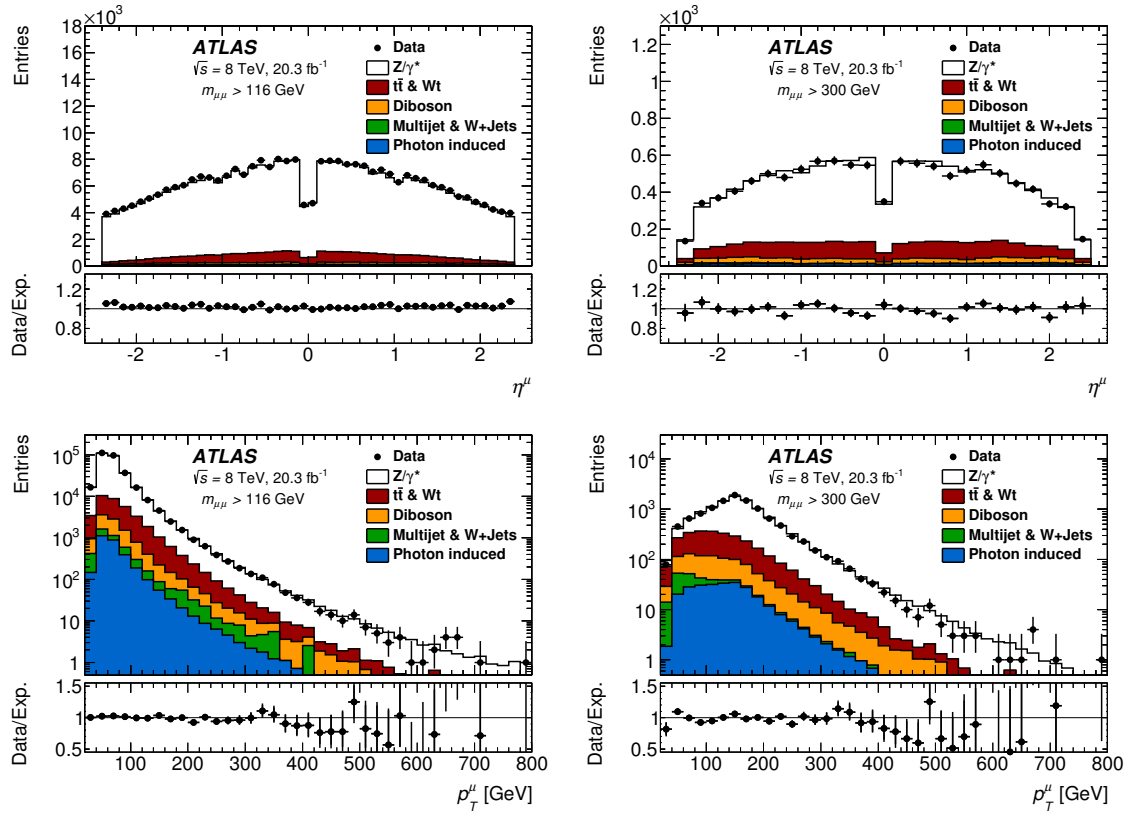 ×10³
Entries
18
16
14
12
10
8
6
4
2
0
ATLAS
√s = 8 TeV, 20.3 fb⁻¹
m_μμ > 116 GeV
Data
Z/γ*
tt̄ & Wt
Diboson
Multijet & W+Jets
Photon induced
Data/Exp.
1.2
1
0.8
-2 -1 0 1 2
η^μ
×10³
Entries
1.2
1
0.8
0.6
0.4
0.2
0
ATLAS
√s = 8 TeV, 20.3 fb⁻¹
m_μμ > 300 GeV
Data
Z/γ*
tt̄ & Wt
Diboson
Multijet & W+Jets
Photon induced
Data/Exp.
1.2
1
0.8
-2 -1 0 1 2
η^μ
Entries
10⁵
10⁴
10³
10²
10
1
ATLAS
√s = 8 TeV, 20.3 fb⁻¹
m_μμ > 116 GeV
Data
Z/γ*
tt̄ & Wt
Diboson
Multijet & W+Jets
Photon induced
Data/Exp.
1.5
1
0.5
100 200 300 400 500 600 700 800
p_T^μ [GeV]
Entries
10⁴
10³
10²
10
1
ATLAS
√s = 8 TeV, 20.3 fb⁻¹
m_μμ > 300 GeV
Data
Z/γ*
tt̄ & Wt
Diboson
Multijet & W+Jets
Photon induced
Data/Exp.
1.5
1
0.5
100 200 300 400 500 600 700 800
p_T^μ [GeV]